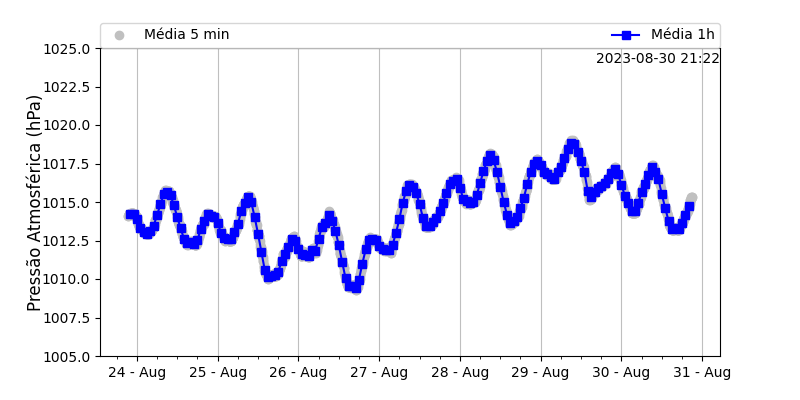 Média 5 min
Média 1h
2023-08-30 21:22
Pressão Atmosférica (hPa)
1025.0
1022.5
1020.0
1017.5
1015.0
1012.5
1010.0
1007.5
1005.0
24 - Aug
25 - Aug
26 - Aug
27 - Aug
28 - Aug
29 - Aug
30 - Aug
31 - Aug